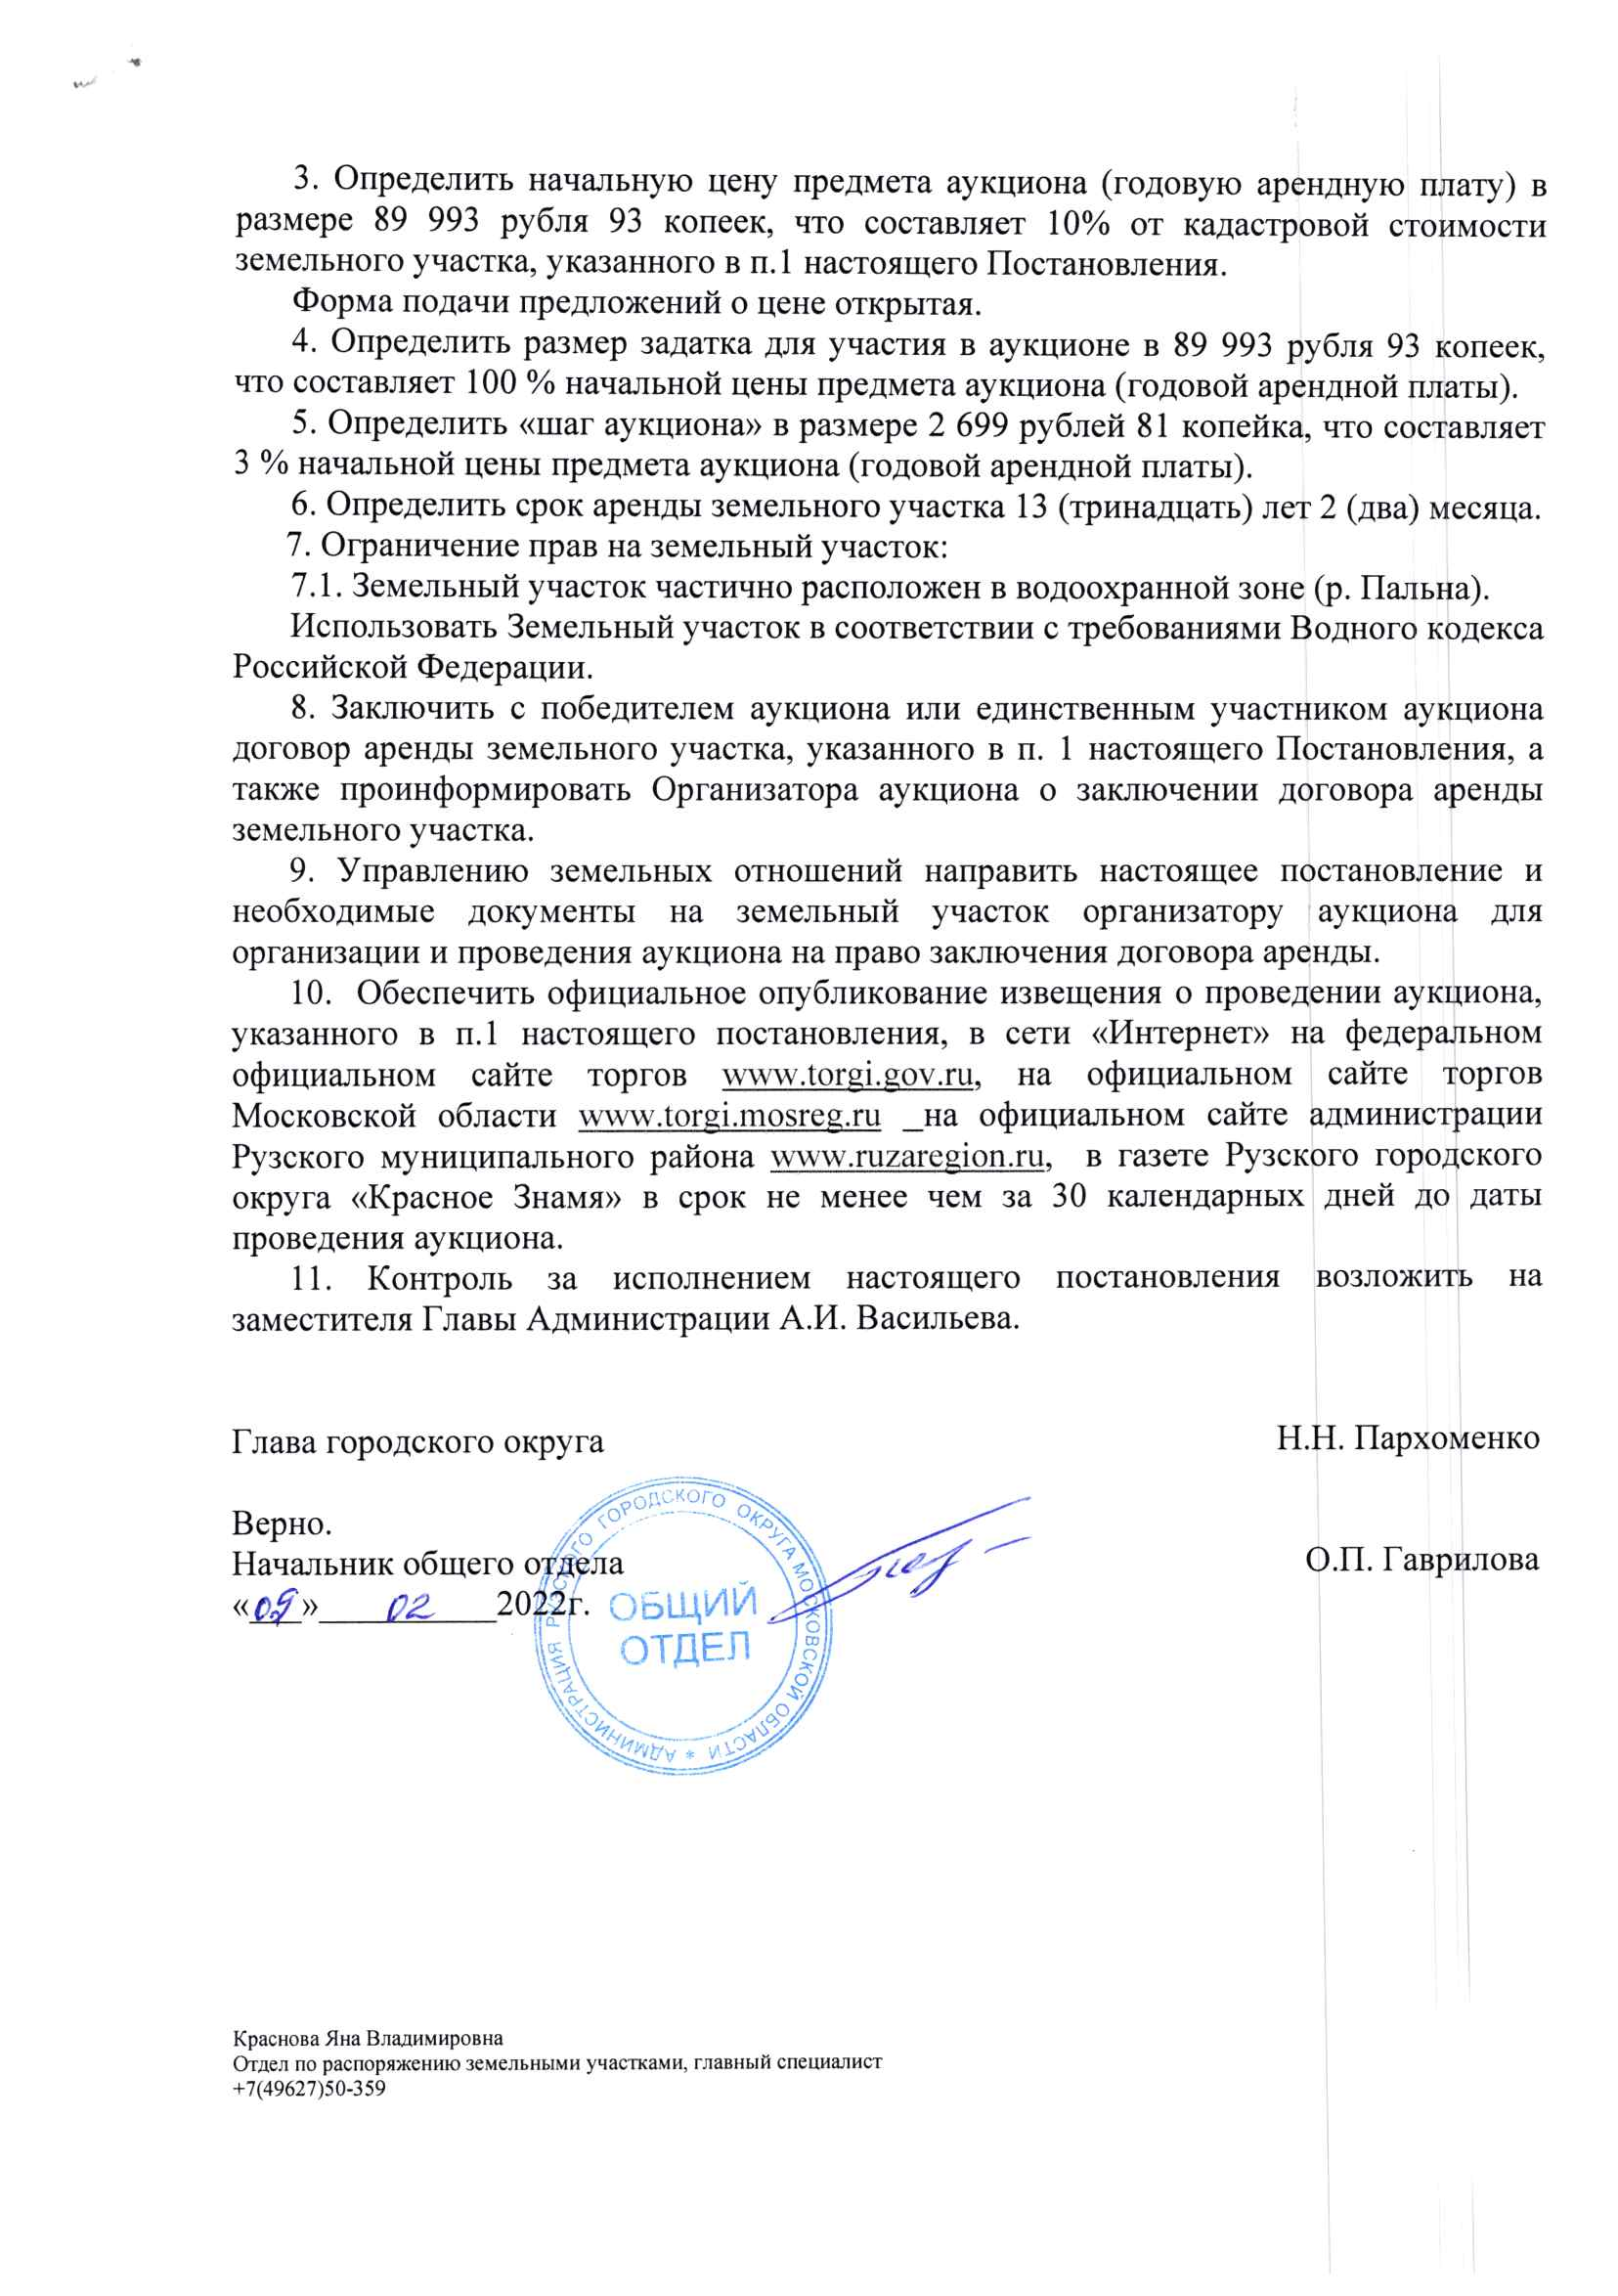 3. Определить начальную цену предмета аукциона (годовую арендную плату) в
размере 89 993 рубля 93 копеек, что составляет 10% от кадастровой стоимости
земельного участка, указанного в п.1 настоящего Постановления.
Форма подачи предложений о цене открытая.
4. Определить размер задатка для участия в аукционе в 89 993 рубля 93 копеек,
что составляет 100 % начальной цены предмета аукциона (годовой арендной платы).
5. Определить «шаг аукциона» в размере 2 699 рублей 81 копейка, что составляет
3 % начальной цены предмета аукциона (годовой арендной платы).
6. Определить срок аренды земельного участка 13 (тринадцать) лет 2 (два) месяца.
7. Ограничение прав на земельный участок:
7.1. Земельный участок частично расположен в водоохранной зоне (р. Пальна).
Использовать Земельный участок в соответствии с требованиями Водного кодекса
Российской Федерации.
8. Заключить с победителем аукциона или единственным участником аукциона
договор аренды земельного участка, указанного в п. 1 настоящего Постановления, а
также проинформировать Организатора аукциона о заключении договора аренды
земельного участка.
9. Управлению земельных отношений направить настоящее постановление и
необходимые документы на земельный участок организатору аукциона для
организации и проведения аукциона на право заключения договора аренды.
10. Обеспечить официальное опубликование извещения о проведении аукциона,
указанного в п.1 настоящего постановления, в сети «Интернет» на федеральном
официальном сайте торгов www.torgi.gov.ru, на официальном сайте торгов
Московской области www.torgi.mosreg.ru _на официальном сайте администрации
Рузского муниципального района www.ruzaregion.ru, в газете Рузского городского
округа «Красное Знамя» в срок не менее чем за 30 календарных дней до даты
проведения аукциона.
11. Контроль за исполнением настоящего постановления возложить на
заместителя Главы Администрации А.И. Васильева.
Глава городского округа Н.Н. Пархоменко
Верно.
Начальник общего отдела О.П. Гаврилова
«09» 02 2022г.
АДМИНИСТРАЦИЯ РУЗСКОГО ГОРОДСКОГО ОКРУГА МОСКОВСКОЙ ОБЛАСТИ *
ОБЩИЙ
ОТДЕЛ
Краснова Яна Владимировна
Отдел по распоряжению земельными участками, главный специалист
+7(49627)50-359